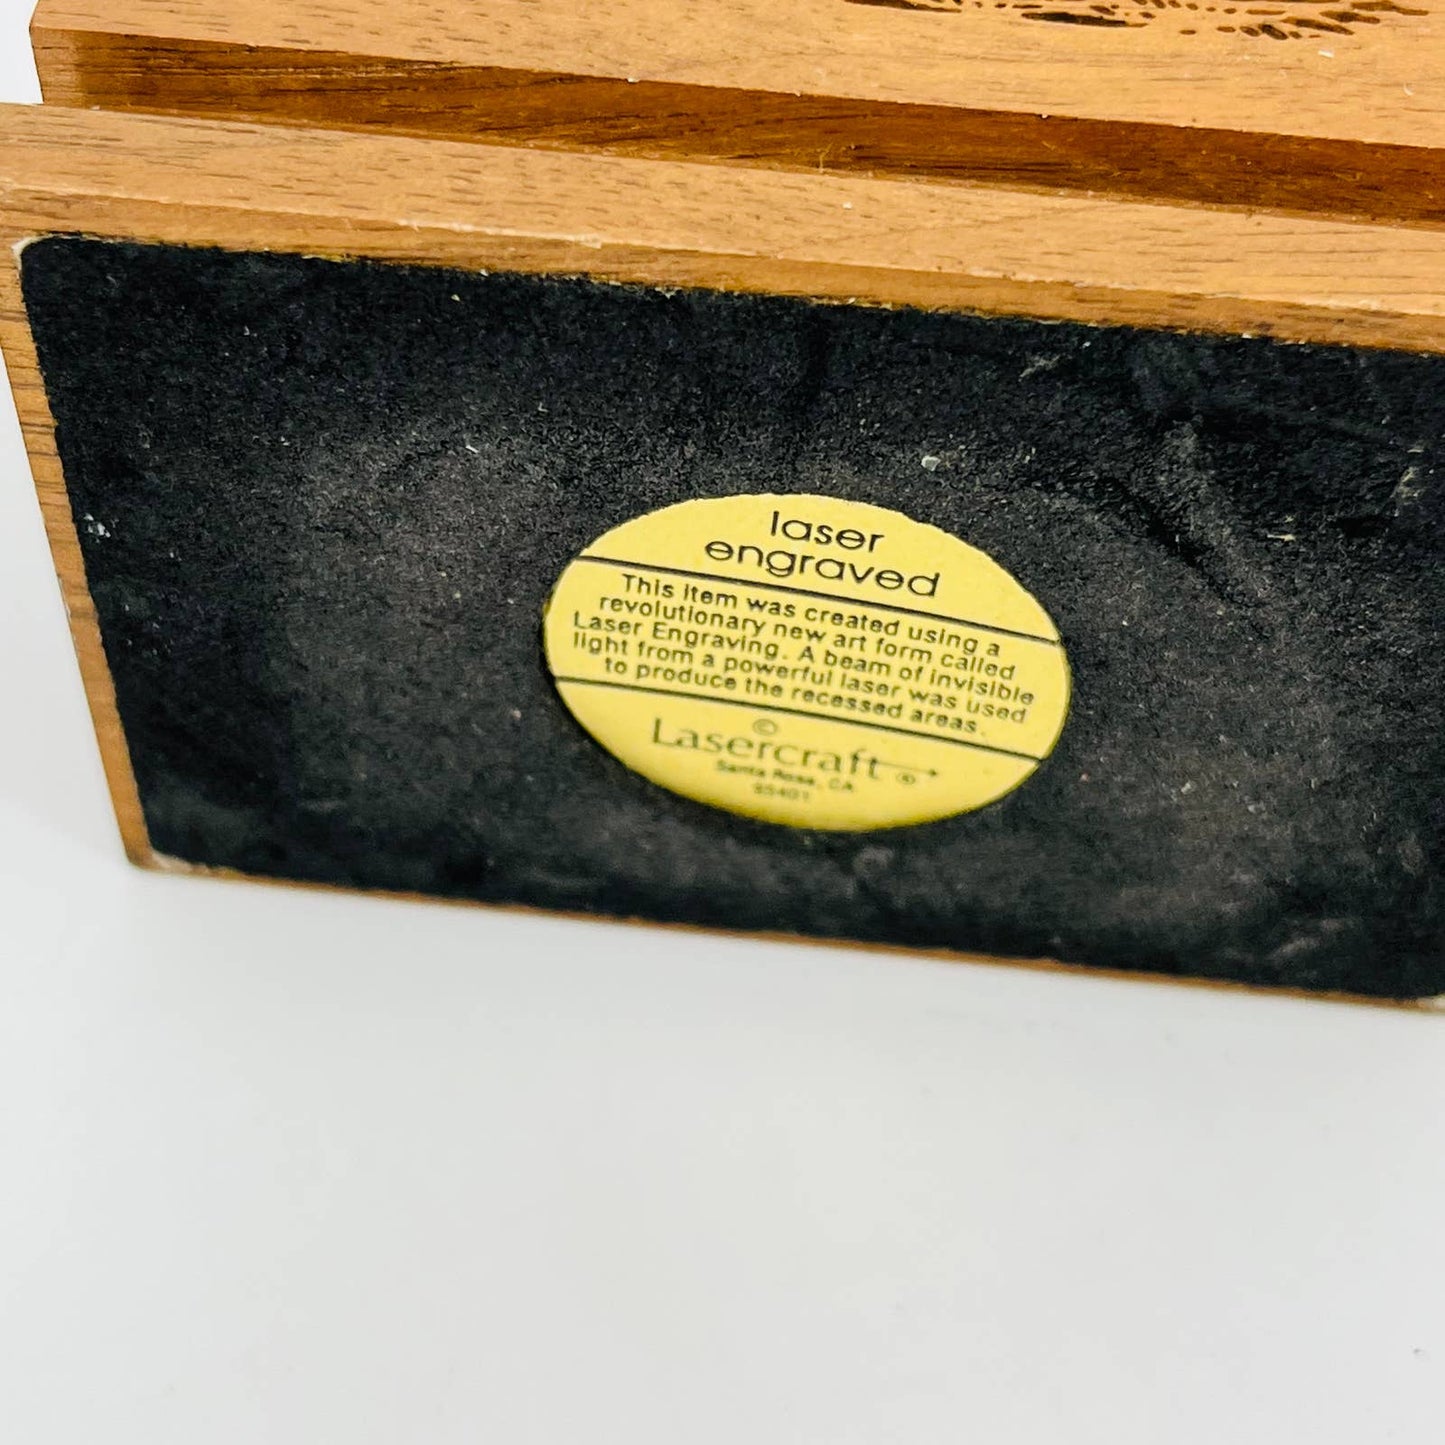 laser
engraved
This item was created using a
revolutionary new art form called
Laser Engraving. A beam of invisible
light from a powerful laser was used
to produce the recessed areas.
©
Lasercraft ®
Santa Rosa, CA
95401